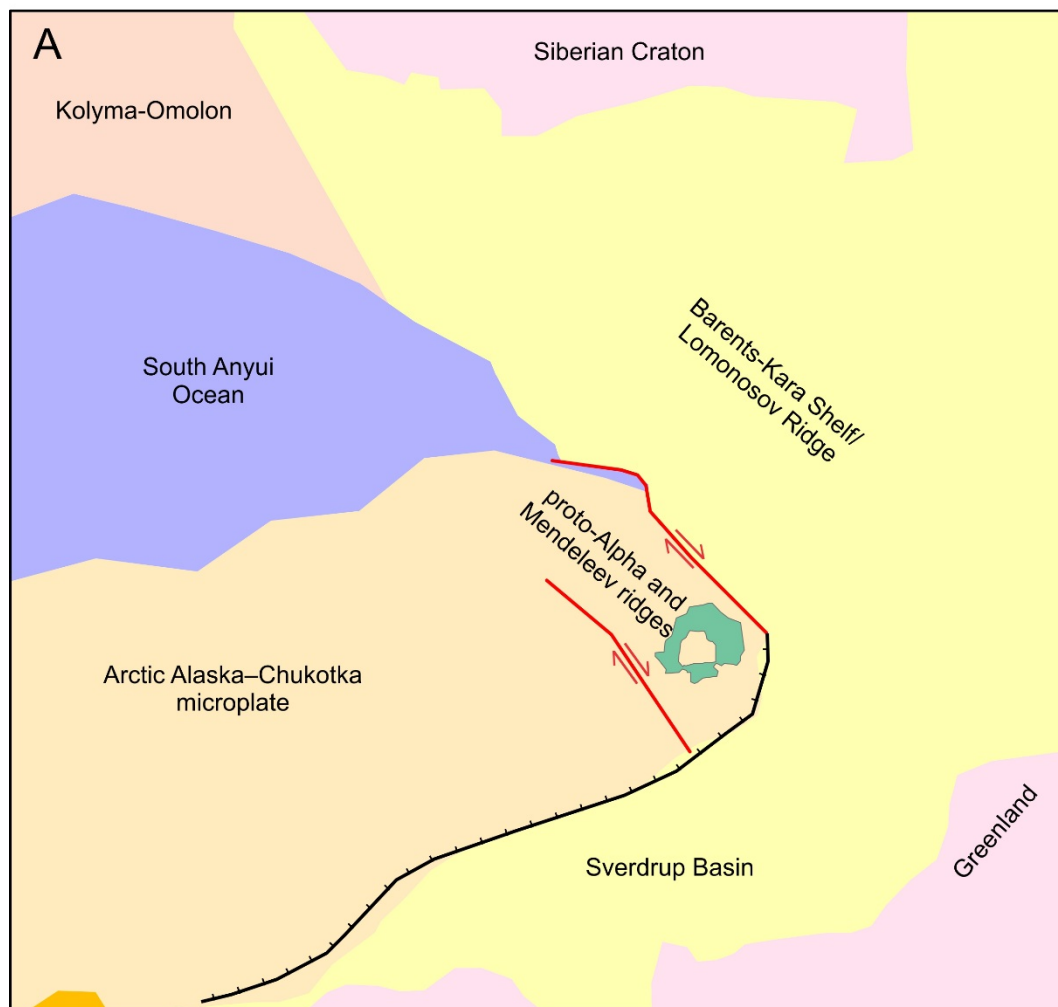 A
Siberian Craton
Kolyma-Omolon
Barents-Kara Shelf/
Lomonosov Ridge
South Anyui
Ocean
proto-Alpha and
Mendeleev ridges
Arctic Alaska–Chukotka
microplate
Greenland
Sverdrup Basin